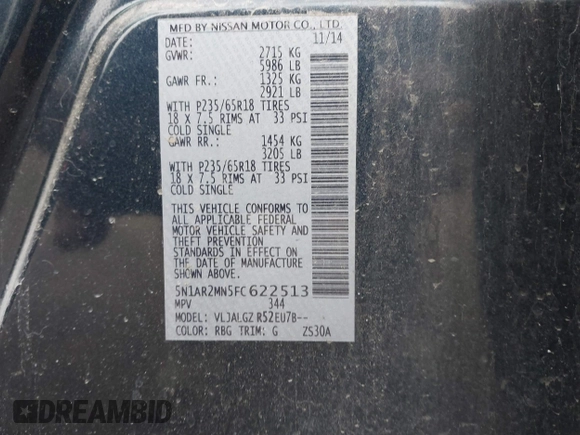 MFD BY NISSAN MOTOR CO., LTD.
DATE: 11/14
GVWR: 2715 KG
5986 LB
GAWR FR.: 1325 KG
2921 LB
WITH P235/65R18 TIRES
18 X 7.5 RIMS AT 33 PSI
COLD SINGLE
GAWR RR.: 1454 KG
3205 LB
WITH P235/65R18 TIRES
18 X 7.5 RIMS AT 33 PSI
COLD SINGLE
THIS VEHICLE CONFORMS TO
ALL APPLICABLE FEDERAL
MOTOR VEHICLE SAFETY AND
THEFT PREVENTION
STANDARDS IN EFFECT ON
THE DATE OF MANUFACTURE
SHOWN ABOVE.
5N1AR2MN5FC622513
MPV 344
MODEL: VLJALGZ R52EU7B--
COLOR: RBG TRIM: G ZS30A
DREAMBID